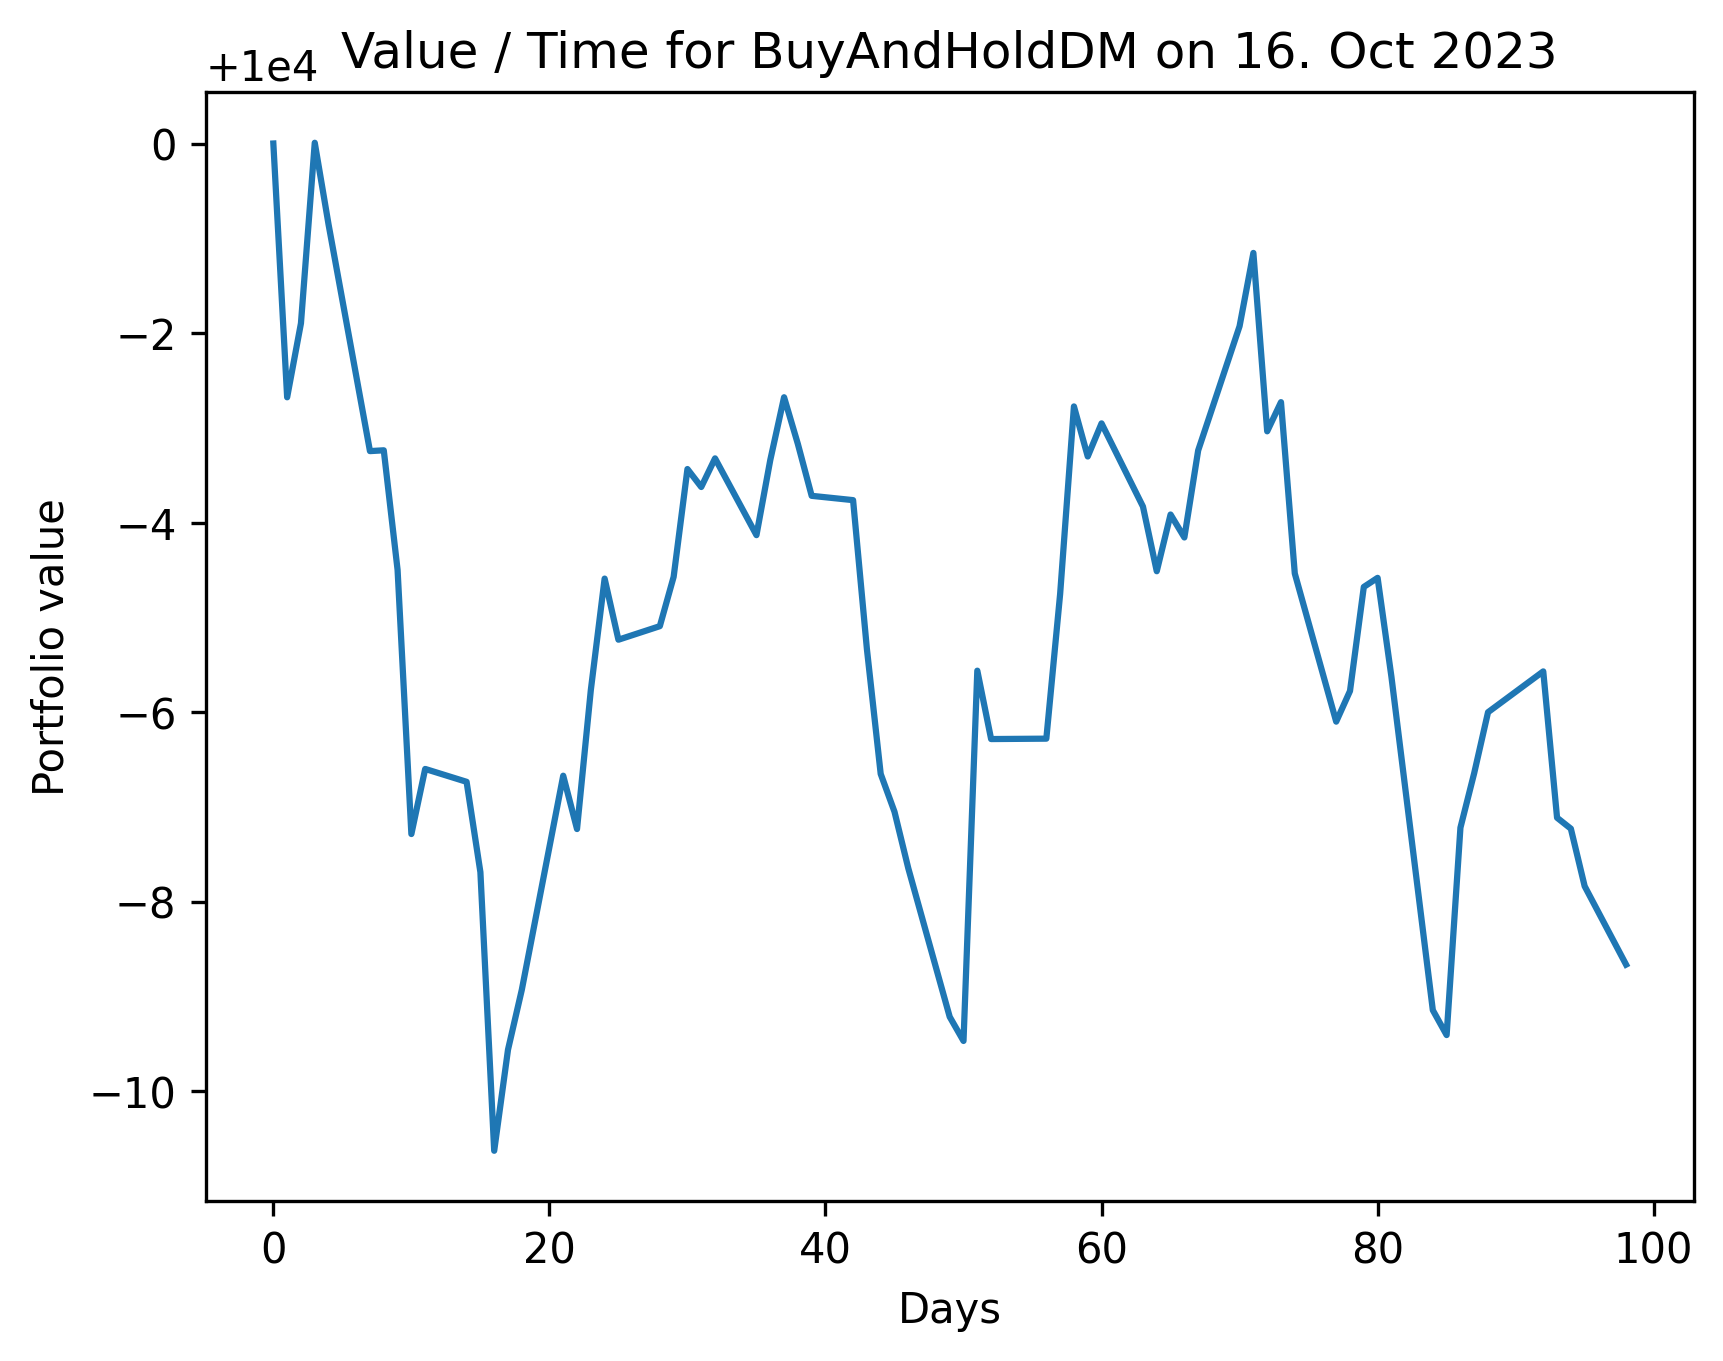 Value / Time for BuyAndHoldDM on 16. Oct 2023
+1e4
0
−2
−4
−6
−8
−10
Portfolio value
0 20 40 60 80 100
Days